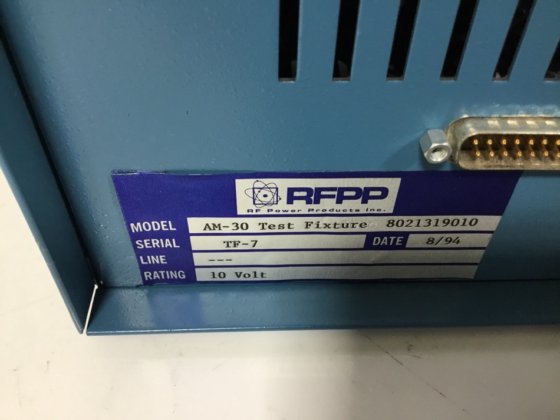 RFPP
RF Power Products Inc.
MODEL AM-30 Test Fixture 8021319010
SERIAL TF-7 DATE 8/94
LINE ---
RATING 10 Volt